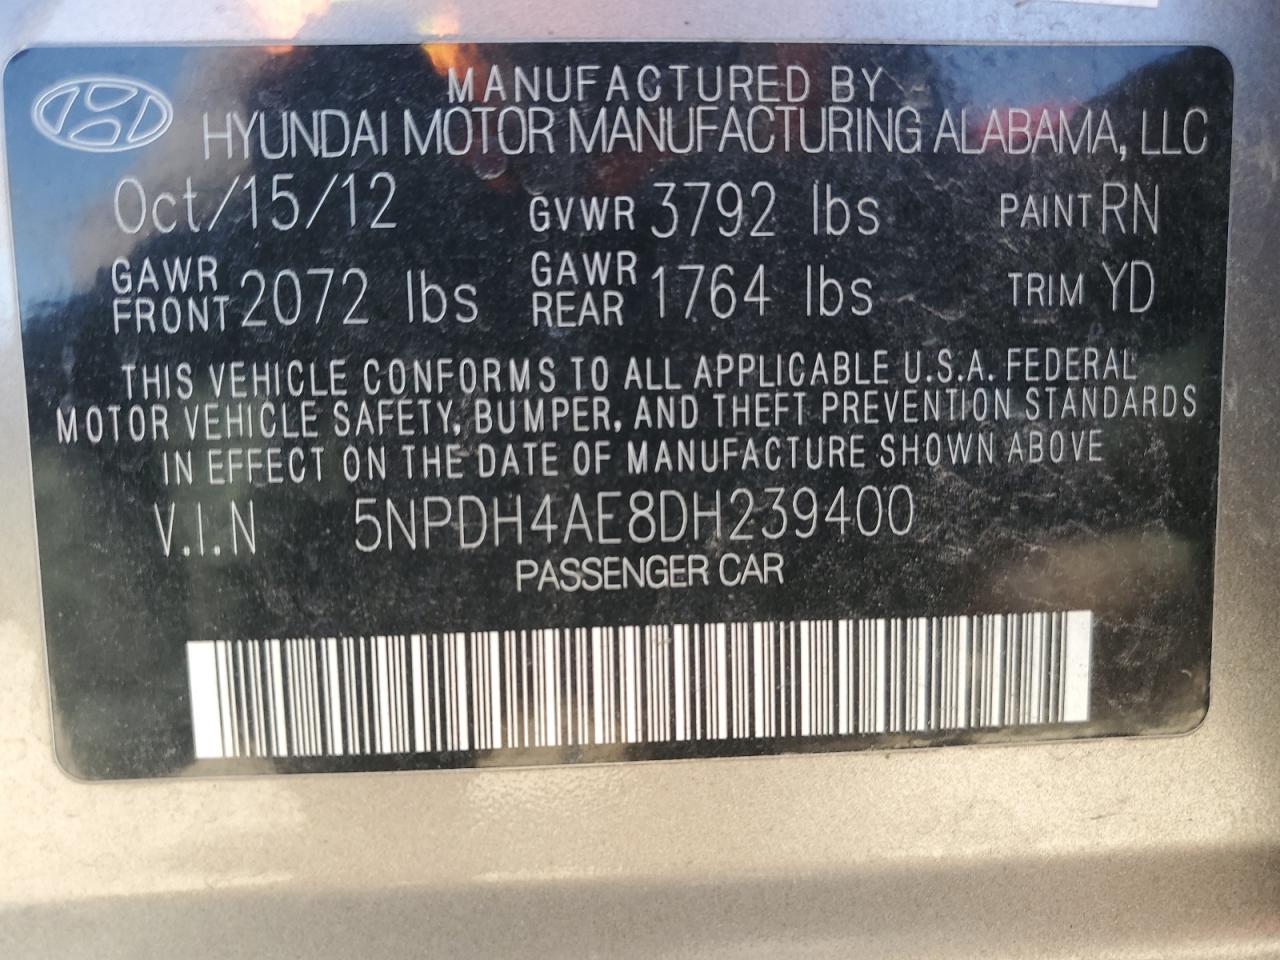 MANUFACTURED BY
HYUNDAI MOTOR MANUFACTURING ALABAMA, LLC
Oct/15/12 GVWR 3792 lbs PAINT RN
GAWR FRONT 2072 lbs GAWR REAR 1764 lbs TRIM YD
THIS VEHICLE CONFORMS TO ALL APPLICABLE U.S.A. FEDERAL
MOTOR VEHICLE SAFETY, BUMPER, AND THEFT PREVENTION STANDARDS
IN EFFECT ON THE DATE OF MANUFACTURE SHOWN ABOVE
V.I.N 5NPDH4AE8DH239400
PASSENGER CAR